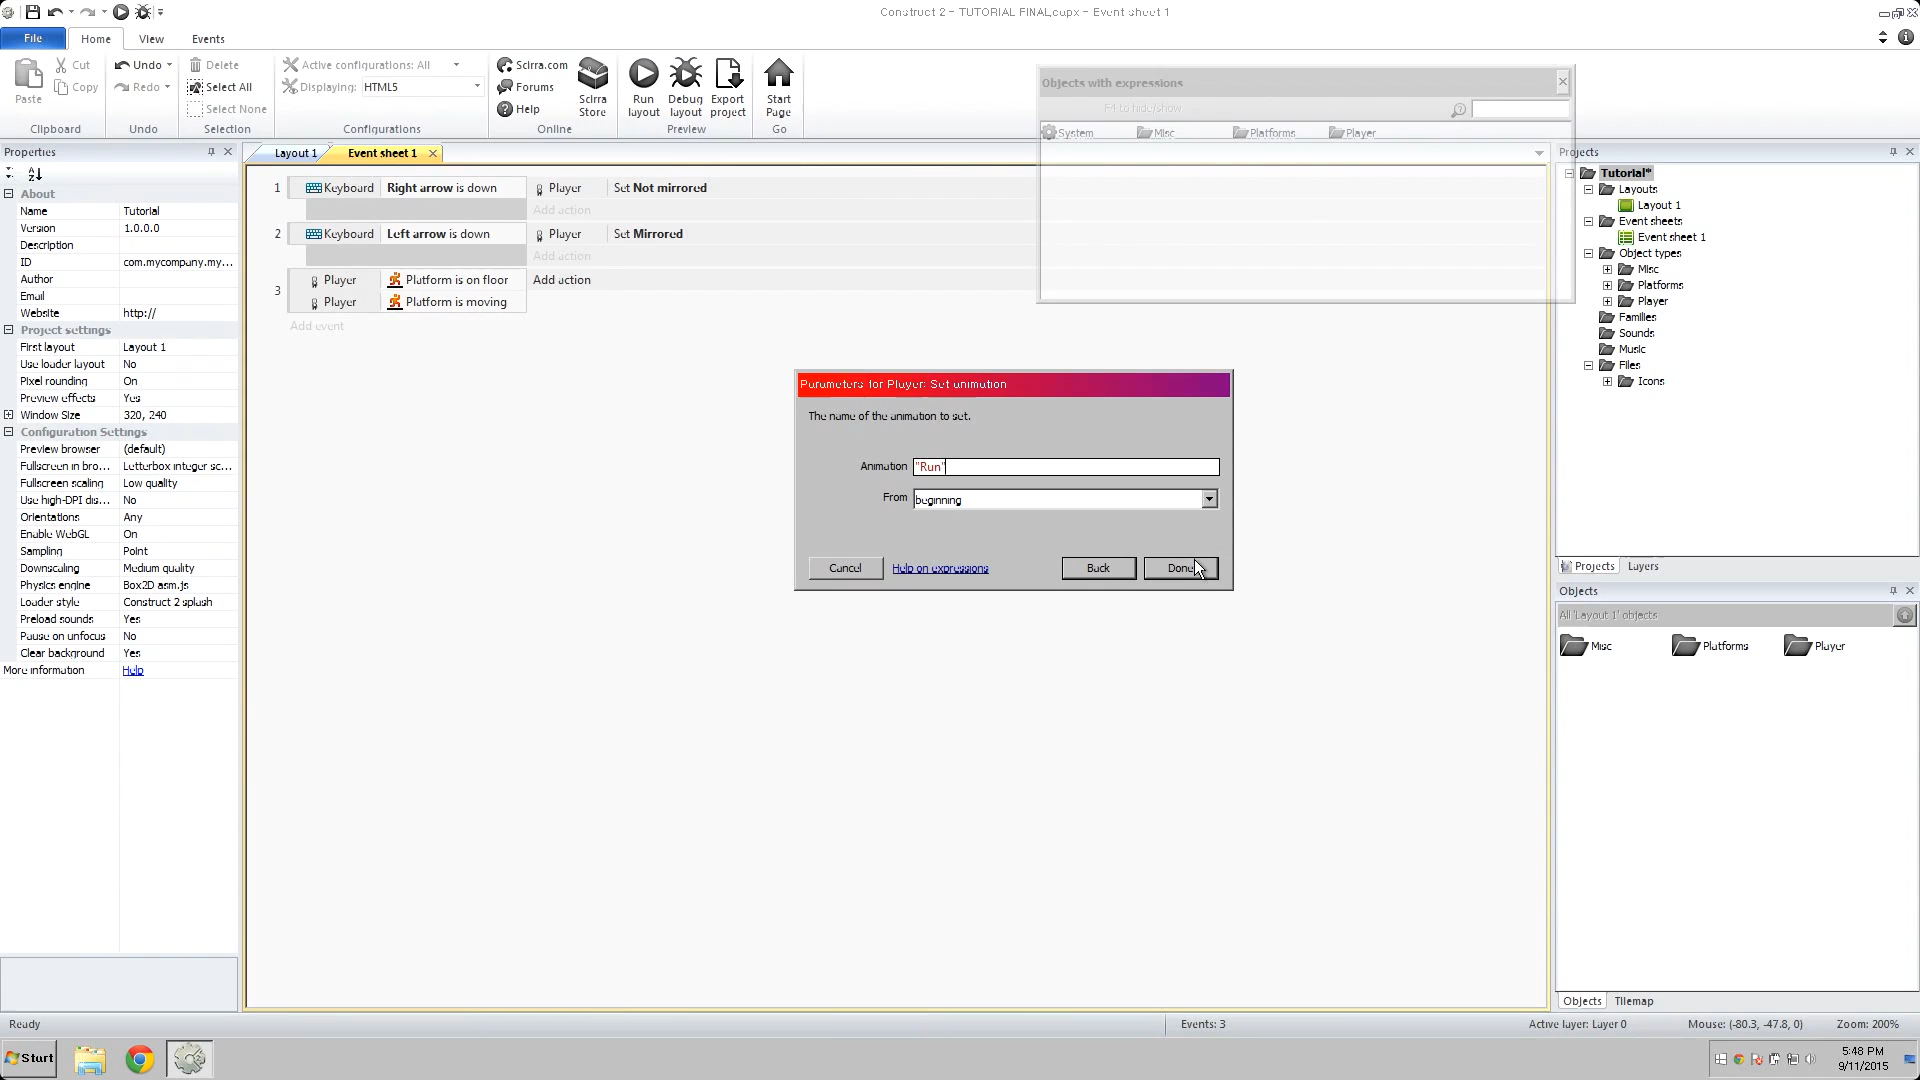 Construct 2 - TUTORIAL FINAL.capx - Event sheet 1
File Home View Events
Paste Cut Copy Clipboard
Undo Redo Undo
Delete Select All Select None Selection
Active configurations: All
Displaying: HTML5
Configurations
Scirra.com Forums Help Scirra Store Online
Run layout Debug layout Export project Preview
Start Page Go
Objects with expressions
F4 to hide/show
System Misc Platforms Player
Properties
Layout 1 Event sheet 1
About
Name Tutorial
Version 1.0.0.0
Description
ID com.mycompany.my...
Author
Email
Website http://
Project settings
First layout Layout 1
Use loader layout No
Pixel rounding On
Preview effects Yes
Window Size 320, 240
Configuration Settings
Preview browser (default)
Fullscreen in bro... Letterbox integer sc...
Fullscreen scaling Low quality
Use high-DPI dis... No
Orientations Any
Enable WebGL On
Sampling Point
Downscaling Medium quality
Physics engine Box2D asm.js
Loader style Construct 2 splash
Preload sounds Yes
Pause on unfocus No
Clear background Yes
More information Help
1 Keyboard Right arrow is down Player Set Not mirrored
Add action
2 Keyboard Left arrow is down Player Set Mirrored
Add action
3 Player Platform is on floor Add action
Player Platform is moving
Add event
Parameters for Player: Set animation
The name of the animation to set.
Animation "Run"
From beginning
Cancel Help on expressions Back Done
Projects
Tutorial*
Layouts
Layout 1
Event sheets
Event sheet 1
Object types
Misc
Platforms
Player
Families
Sounds
Music
Files
Icons
Projects Layers
Objects
All 'Layout 1' objects
Misc Platforms Player
Objects Tilemap
Ready Events: 3 Active layer: Layer 0 Mouse: (-80.3, -47.8, 0) Zoom: 200%
Start
5:48 PM
9/11/2015